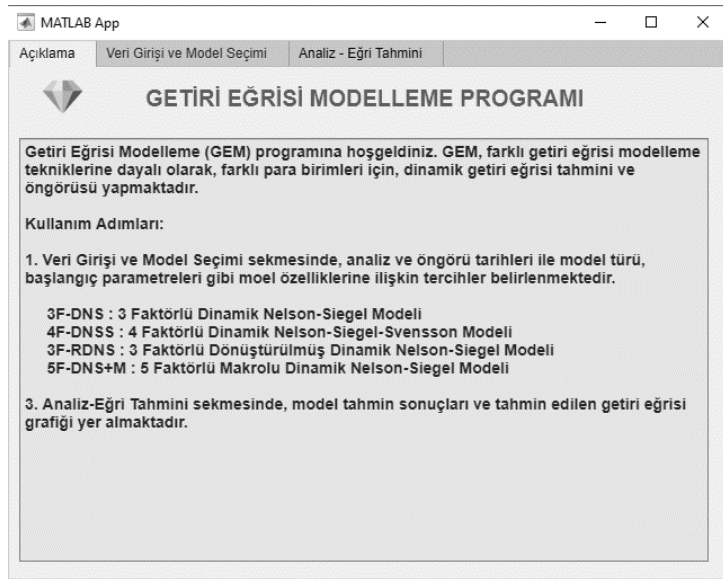 MATLAB App
Açıklama
Veri Girişi ve Model Seçimi
Analiz - Eğri Tahmini
GETİRİ EĞRİSİ MODELLEME PROGRAMI
Getiri Eğrisi Modelleme (GEM) programına hoşgeldiniz. GEM, farklı getiri eğrisi modelleme
tekniklerine dayalı olarak, farklı para birimleri için, dinamik getiri eğrisi tahmini ve
öngörüsü yapmaktadır.
Kullanım Adımları:
1. Veri Girişi ve Model Seçimi sekmesinde, analiz ve öngörü tarihleri ile model türü,
başlangıç parametreleri gibi moel özelliklerine ilişkin tercihler belirlenmektedir.
3F-DNS : 3 Faktörlü Dinamik Nelson-Siegel Modeli
4F-DNSS : 4 Faktörlü Dinamik Nelson-Siegel-Svensson Modeli
3F-RDNS : 3 Faktörlü Dönüştürülmüş Dinamik Nelson-Siegel Modeli
5F-DNS+M : 5 Faktörlü Makrolu Dinamik Nelson-Siegel Modeli
3. Analiz-Eğri Tahmini sekmesinde, model tahmin sonuçları ve tahmin edilen getiri eğrisi
grafiği yer almaktadır.